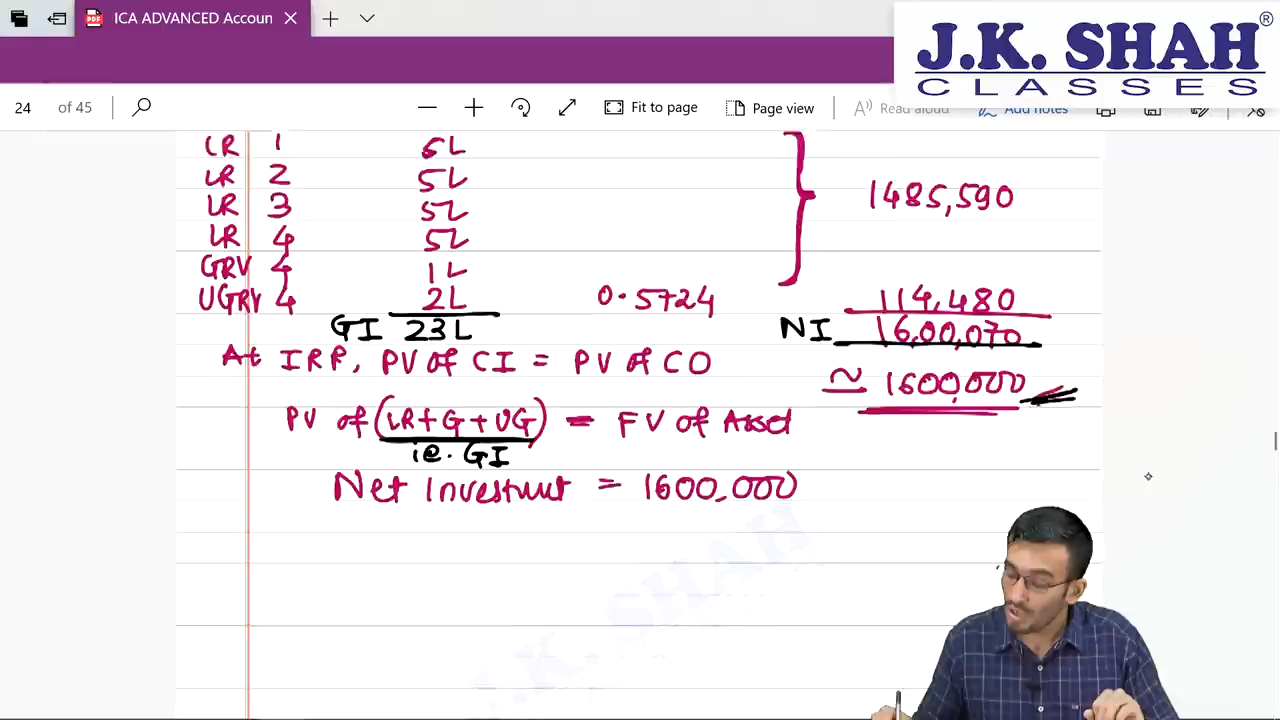 ICA ADVANCED Accoun
J.K. SHAH®
CLASSES
24 of 45
Fit to page
Page view
Read aloud
Add notes
LR 1 5L
LR 2 5L
LR 3 5L
LR 4 5L
1485,590
GRV 4 1L
UGRV 4 2L 0.5724 114,480
GI 23L NI 16,00,070
At IRR, PV of CI = PV of CO
≈ 1600,000
PV of (LR+G+UG) = FV of Asset
ie. GI
Net Investmut = 1600,000
J.K. SHAH